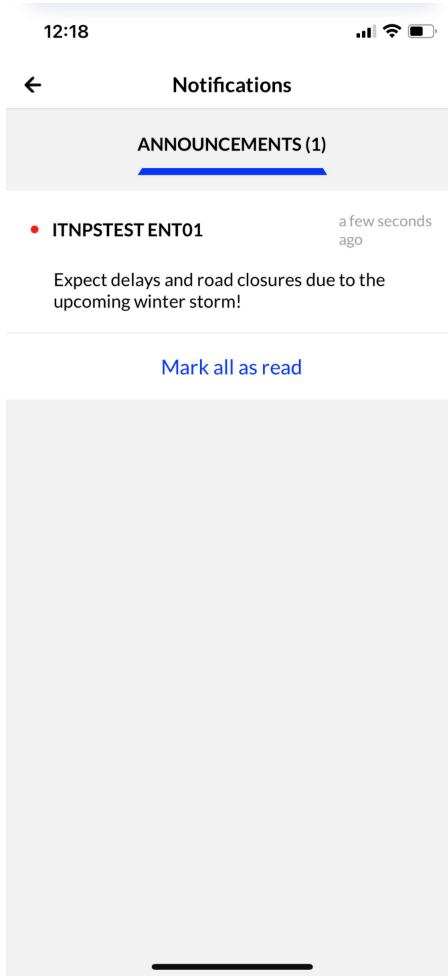 12:18
Notifications
ANNOUNCEMENTS (1)
ITNPSTEST ENT01
a few seconds
ago
Expect delays and road closures due to the
upcoming winter storm!
Mark all as read